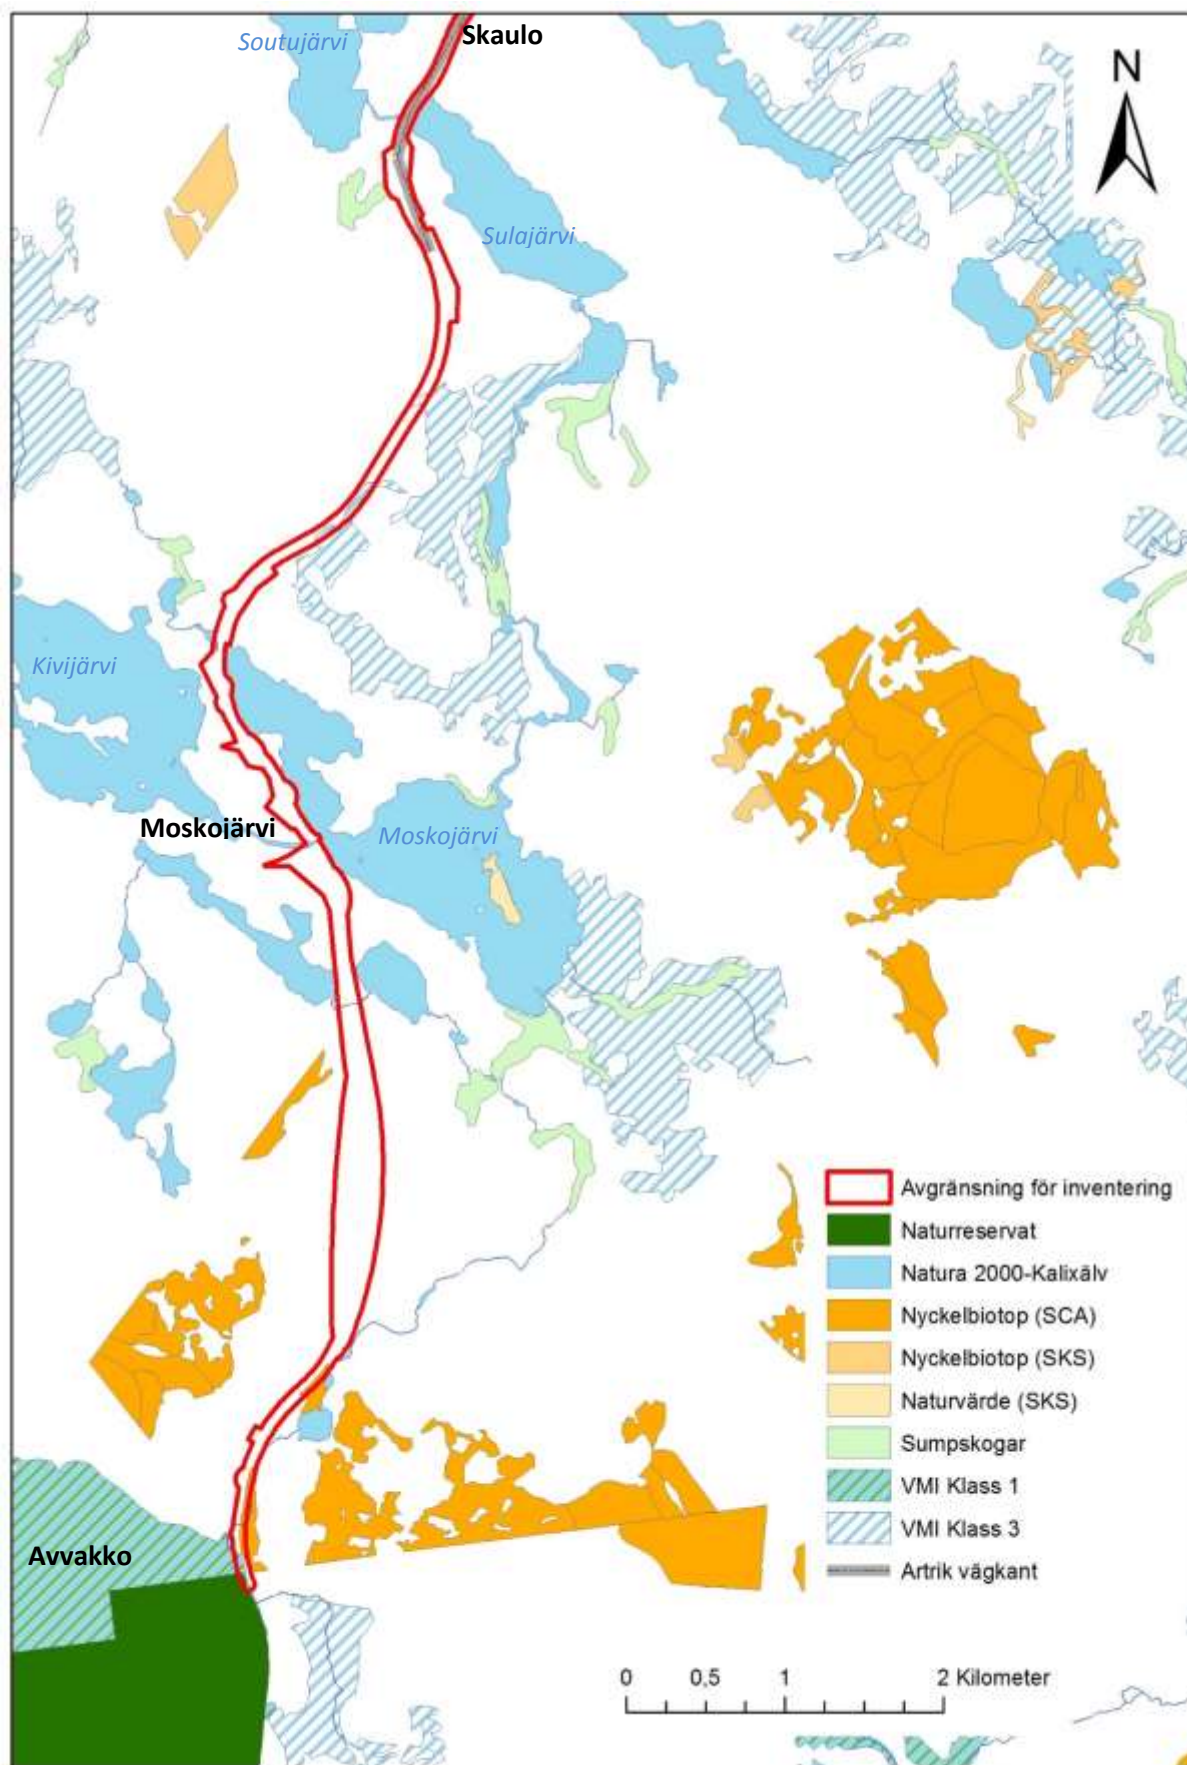 Soutujärvi
Skaulo
N
Sulajärvi
Kivijärvi
Moskojärvi
Moskojärvi
Avgränsning för inventering
Naturreservat
Natura 2000-Kalixälv
Nyckelbiotop (SCA)
Nyckelbiotop (SKS)
Naturvärde (SKS)
Sumpskogar
VMI Klass 1
VMI Klass 3
Artrik vägkant
Avvakko
0 0,5 1 2 Kilometer